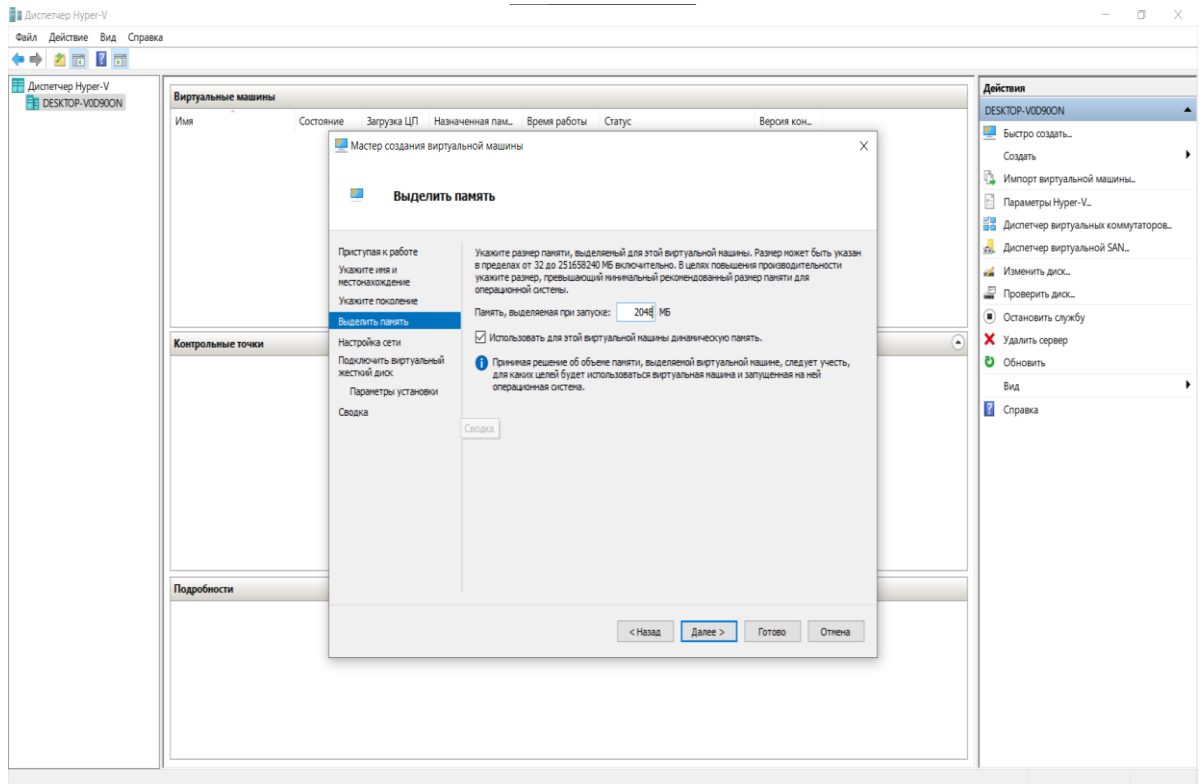 Диспетчер Hyper-V
Файл Действие Вид Справка
Диспетчер Hyper-V
DESKTOP-V0D90ON
Виртуальные машины
Имя Состояние Загрузка ЦП Назначенная пам... Время работы Статус Версия кон...
Мастер создания виртуальной машины
Выделить память
Приступая к работе
Укажите имя и
местонахождение
Укажите поколение
Выделить память
Настройка сети
Подключить виртуальный
жесткий диск
Параметры установки
Сводка
Укажите размер памяти, выделяемый для этой виртуальной машины. Размер может быть указан
в пределах от 32 до 251658240 МБ включительно. В целях повышения производительности
укажите размер, превышающий минимальный рекомендованный размер памяти для
операционной системы.
Память, выделяемая при запуске: 2048 МБ
Использовать для этой виртуальной машины динамическую память.
Принимая решение об объеме памяти, выделяемой виртуальной машине, следует учесть,
для каких целей будет использоваться виртуальная машина и запущенная на ней
операционная система.
Сводка
< Назад Далее > Готово Отмена
Контрольные точки
Подробности
Действия
DESKTOP-V0D90ON
Быстро создать...
Создать
Импорт виртуальной машины...
Параметры Hyper-V...
Диспетчер виртуальных коммутаторов...
Диспетчер виртуальной SAN...
Изменить диск...
Проверить диск...
Остановить службу
Удалить сервер
Обновить
Вид
Справка